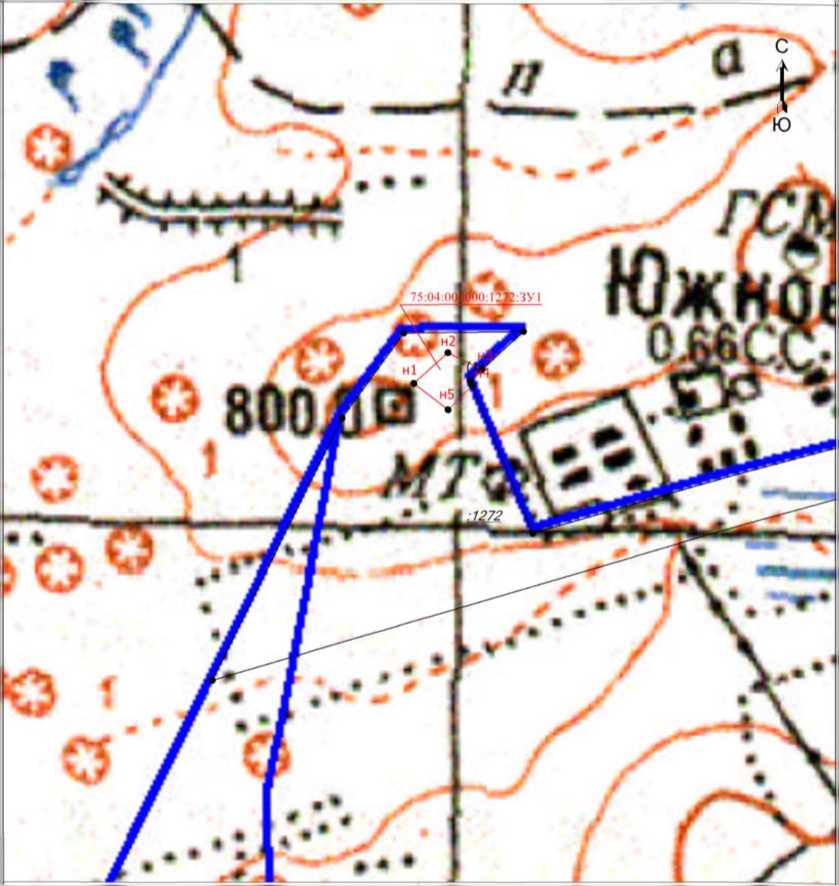 п а
С
Ю
ГСМ
1
Южно
75:04:000000:1272:ЗУ1
0.66СС.
н2
н1
н5
800.0
1
1
МТФ
:1272
1